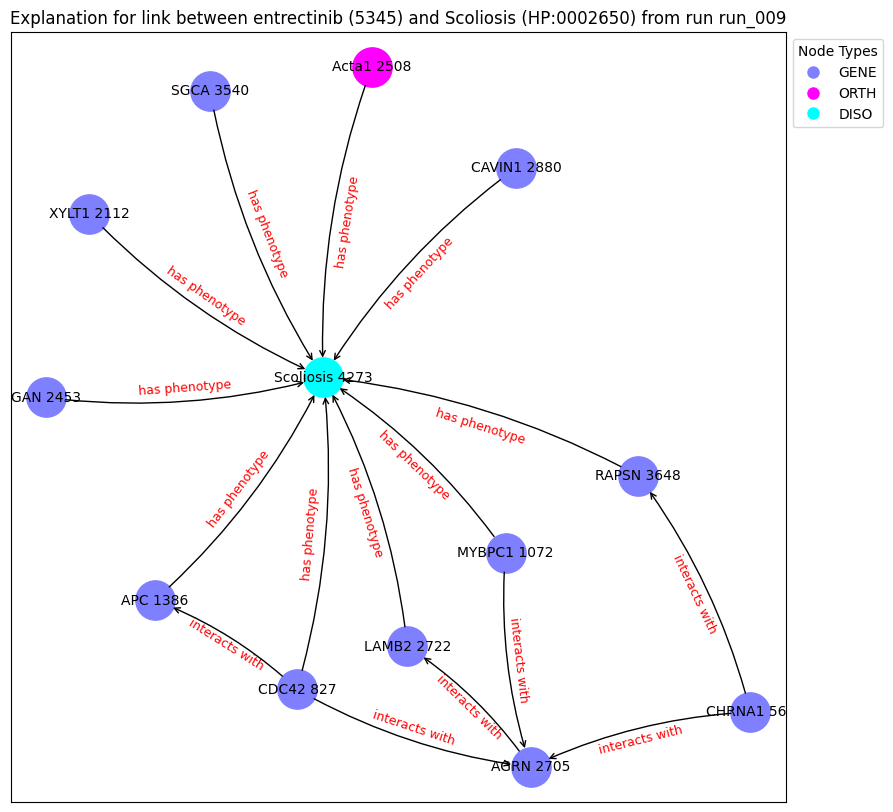 Explanation for link between entrectinib (5345) and Scoliosis (HP:0002650) from run run_009
Node Types
GENE
ORTH
DISO
Acta1 2508
SGCA 3540
CAVIN1 2880
XYLT1 2112
has phenotype
has phenotype
has phenotype
has phenotype
Scoliosis 4273
GAN 2453
has phenotype
has phenotype
has phenotype
RAPSN 3648
has phenotype
has phenotype
has phenotype
MYBPC1 1072
APC 1386
interacts with
interacts with
LAMB2 2722
interacts with
CDC42 827
interacts with
CHRNA1 56
interacts with
interacts with
AGRN 2705